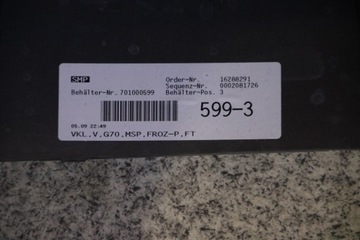 SMP
Order-Nr. 16208291
Sequenz-Nr. 0002081726
Behälter-Nr. 701000599 Behälter-Pos. 3
599-3
05.09 22:49
VKL,V,G70,MSP,FROZ-P,FT